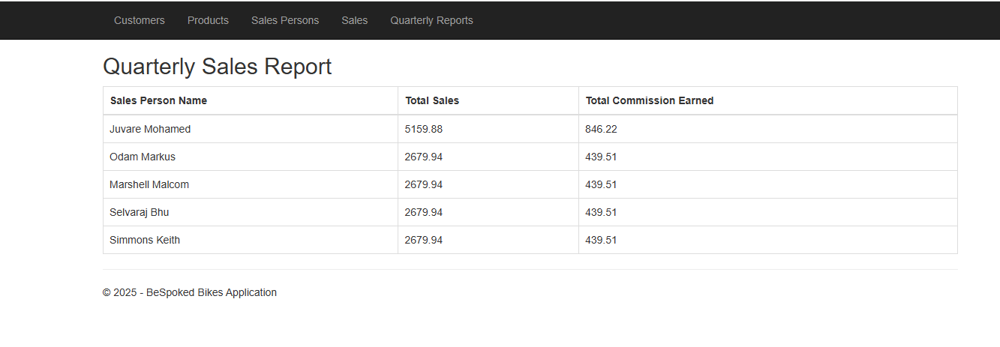 Customers Products Sales Persons Sales Quarterly Reports
Quarterly Sales Report
Sales Person Name Total Sales Total Commission Earned
Juvare Mohamed 5159.88 846.22
Odam Markus 2679.94 439.51
Marshell Malcom 2679.94 439.51
Selvaraj Bhu 2679.94 439.51
Simmons Keith 2679.94 439.51
© 2025 - BeSpoked Bikes Application